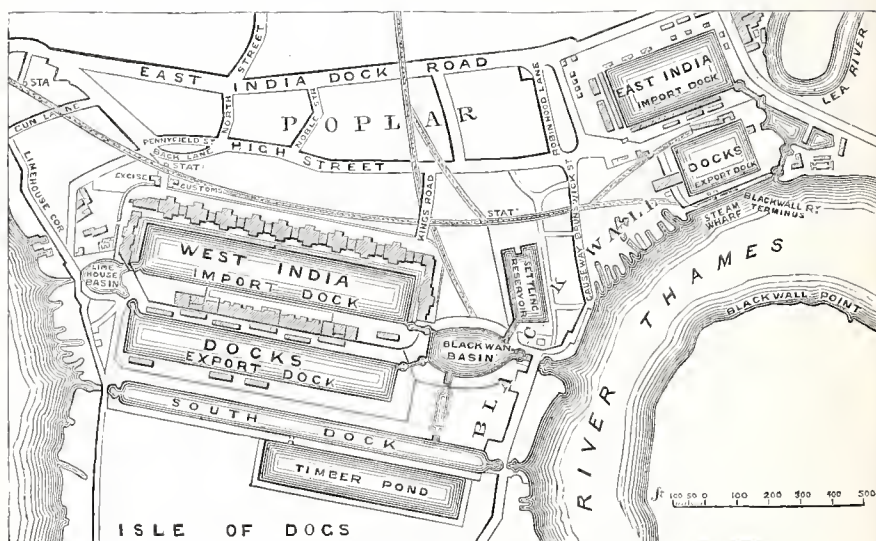 EAST INDIA DOCK ROAD
STREET
STA
GUN LANE
LIMEHOUSE COR
PENNYFIELD ST
BACK LANE
NORTH
HIGH STREET
POPLAR
ROBINHOOD LANE
EAST INDIA
IMPORT DOCK
DOCKS
EXPORT DOCK
LEA RIVER
STAT
EXCISE
CUSTOMS
KINGS ROAD
STAT
CAUSEWAY BRUNSWICK ST
BLACKWALL
STEAM
WHARF
BLACKWALL RY
TERMINUS
RIVER THAMES
BLACKWALL POINT
WEST INDIA
IMPORT DOCK
LIME
HOUSE
BASIN
SETTLING
RESERVOIR
BLACKWALL
BASIN
DOCKS
EXPORT DOCK
SOUTH DOCK
TIMBER POND
ISLE OF DOGS
ft 100 50 0 100 200 300 400 500